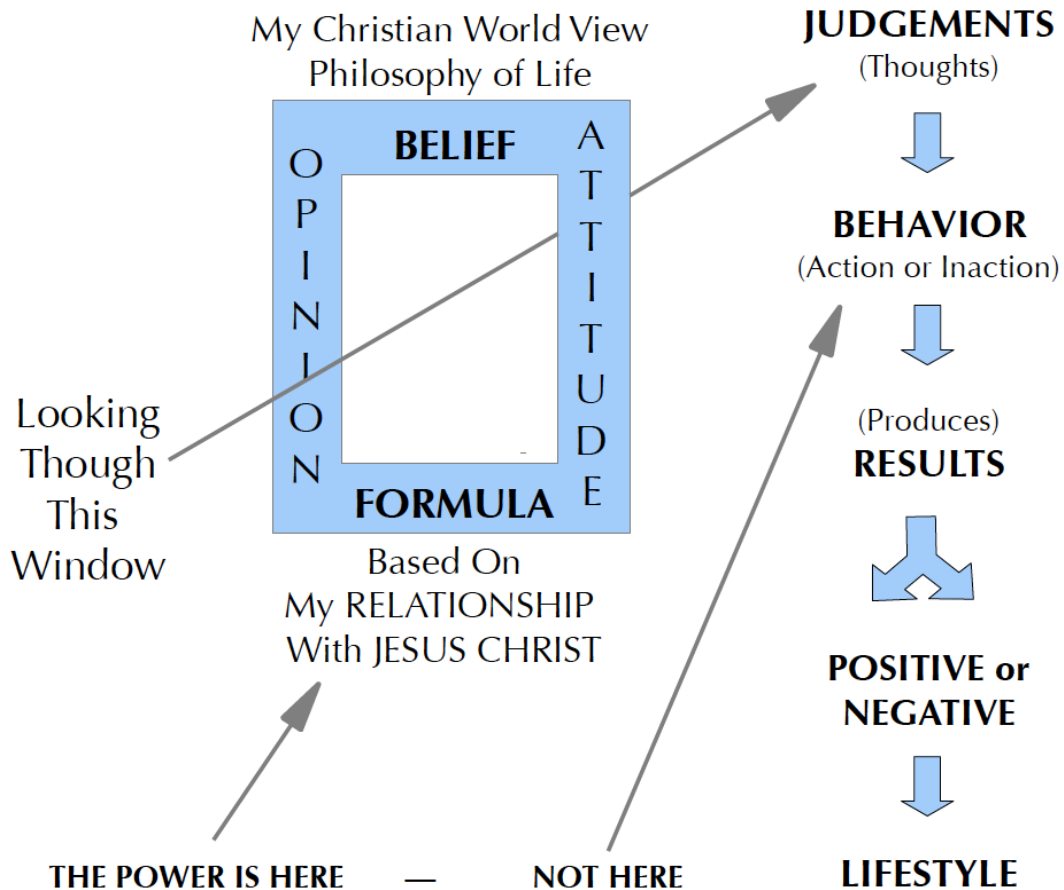 My Christian World View
Philosophy of Life
BELIEF
OPINION
ATTITUDE
FORMULA
Based On
My RELATIONSHIP
With JESUS CHRIST
Looking
Though
This
Window
THE POWER IS HERE — NOT HERE
JUDGEMENTS
(Thoughts)
BEHAVIOR
(Action or Inaction)
(Produces)
RESULTS
POSITIVE or
NEGATIVE
LIFESTYLE